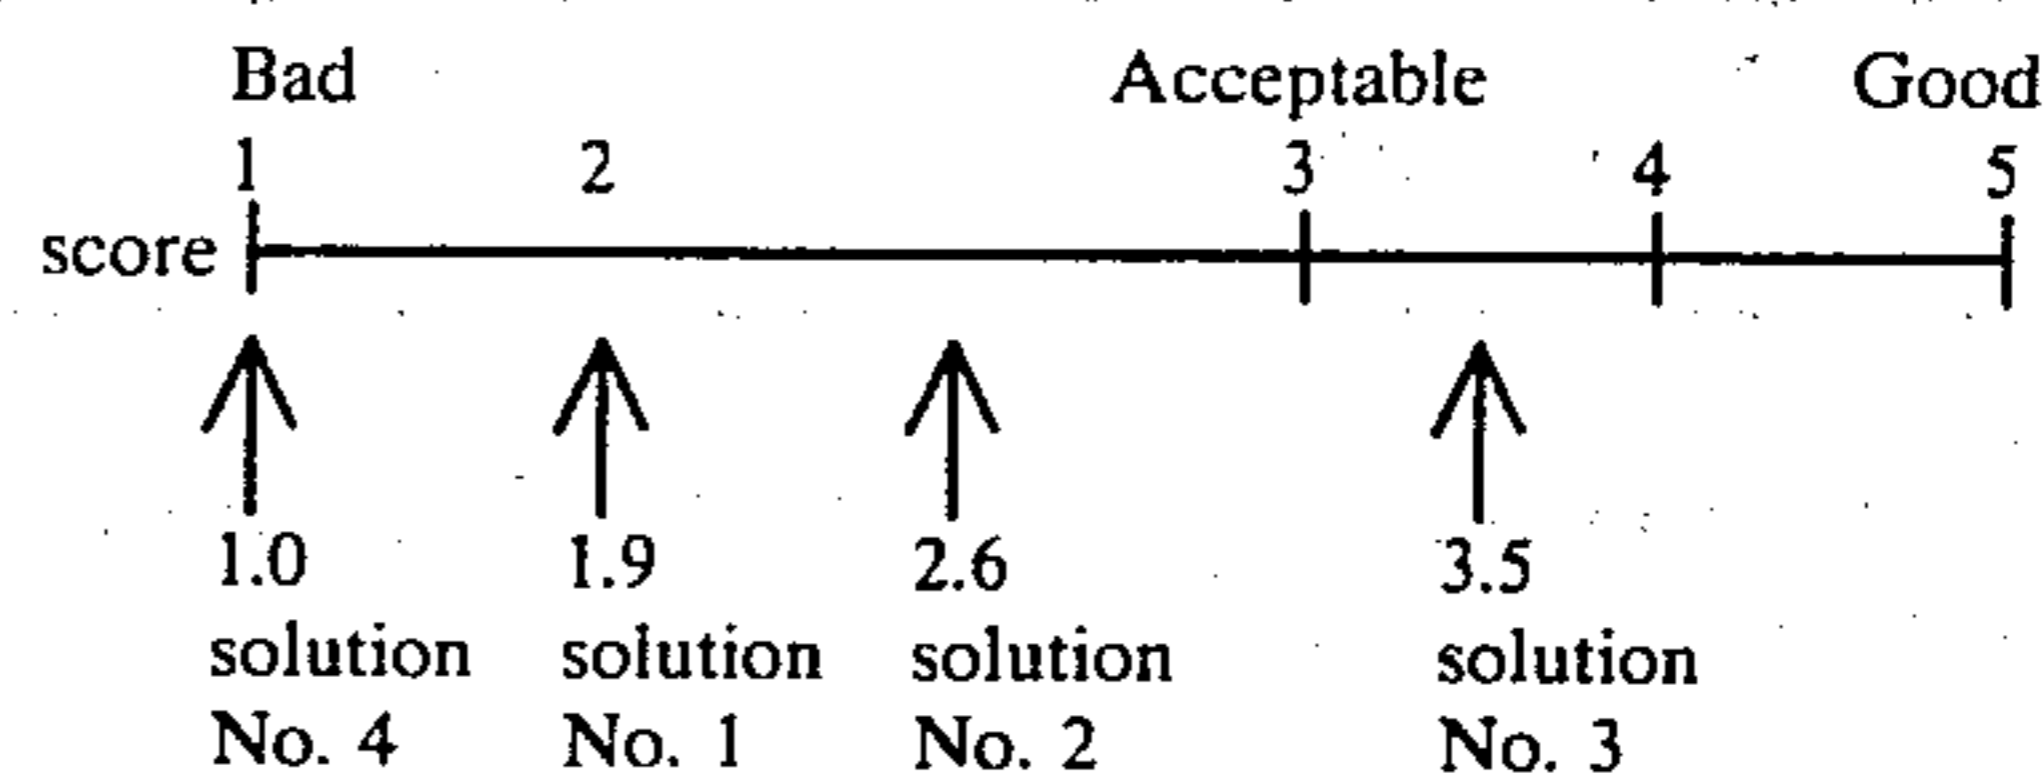 Bad Acceptable Good
1 2 3 4 5
score
1.0 1.9 2.6 3.5
solution solution solution solution
No. 4 No. 1 No. 2 No. 3